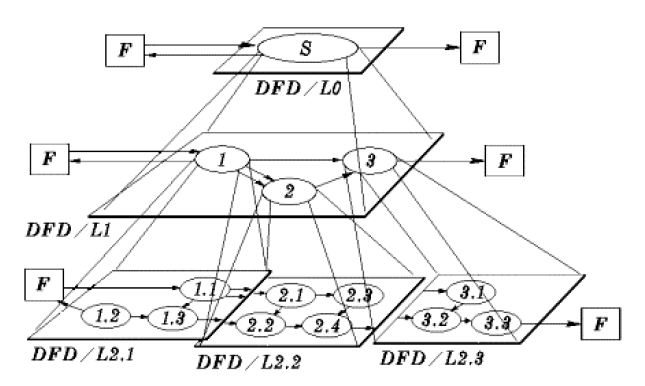 F S F
DFD/L0
F 1 3 F
2
DFD/L1
F 1.1 2.1 2.3 3.1
1.2 1.3 2.2 2.4 3.2 3.3 F
DFD/L2.1 DFD/L2.2 DFD/L2.3